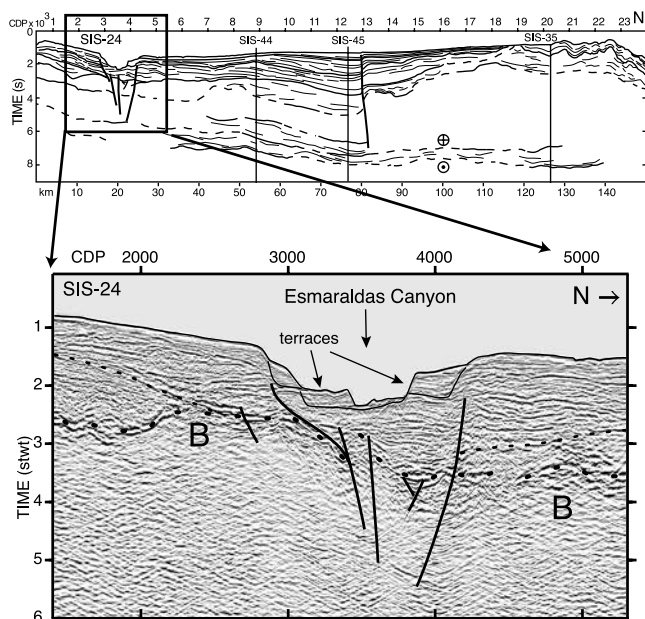 CDP x 10³ 1 2 3 4 5 6 7 8 9 10 11 12 13 14 15 16 17 18 19 20 21 22 23 N
SIS-24 SIS-44 SIS-45 SIS-35
TIME (s)
0
2
4
6
8
km 0 10 20 30 40 50 60 70 80 90 100 110 120 130 140
CDP 2000 3000 4000 5000
SIS-24
Esmaraldas Canyon
N →
terraces
TIME (stwt)
1
2
3
4
5
6
B
B